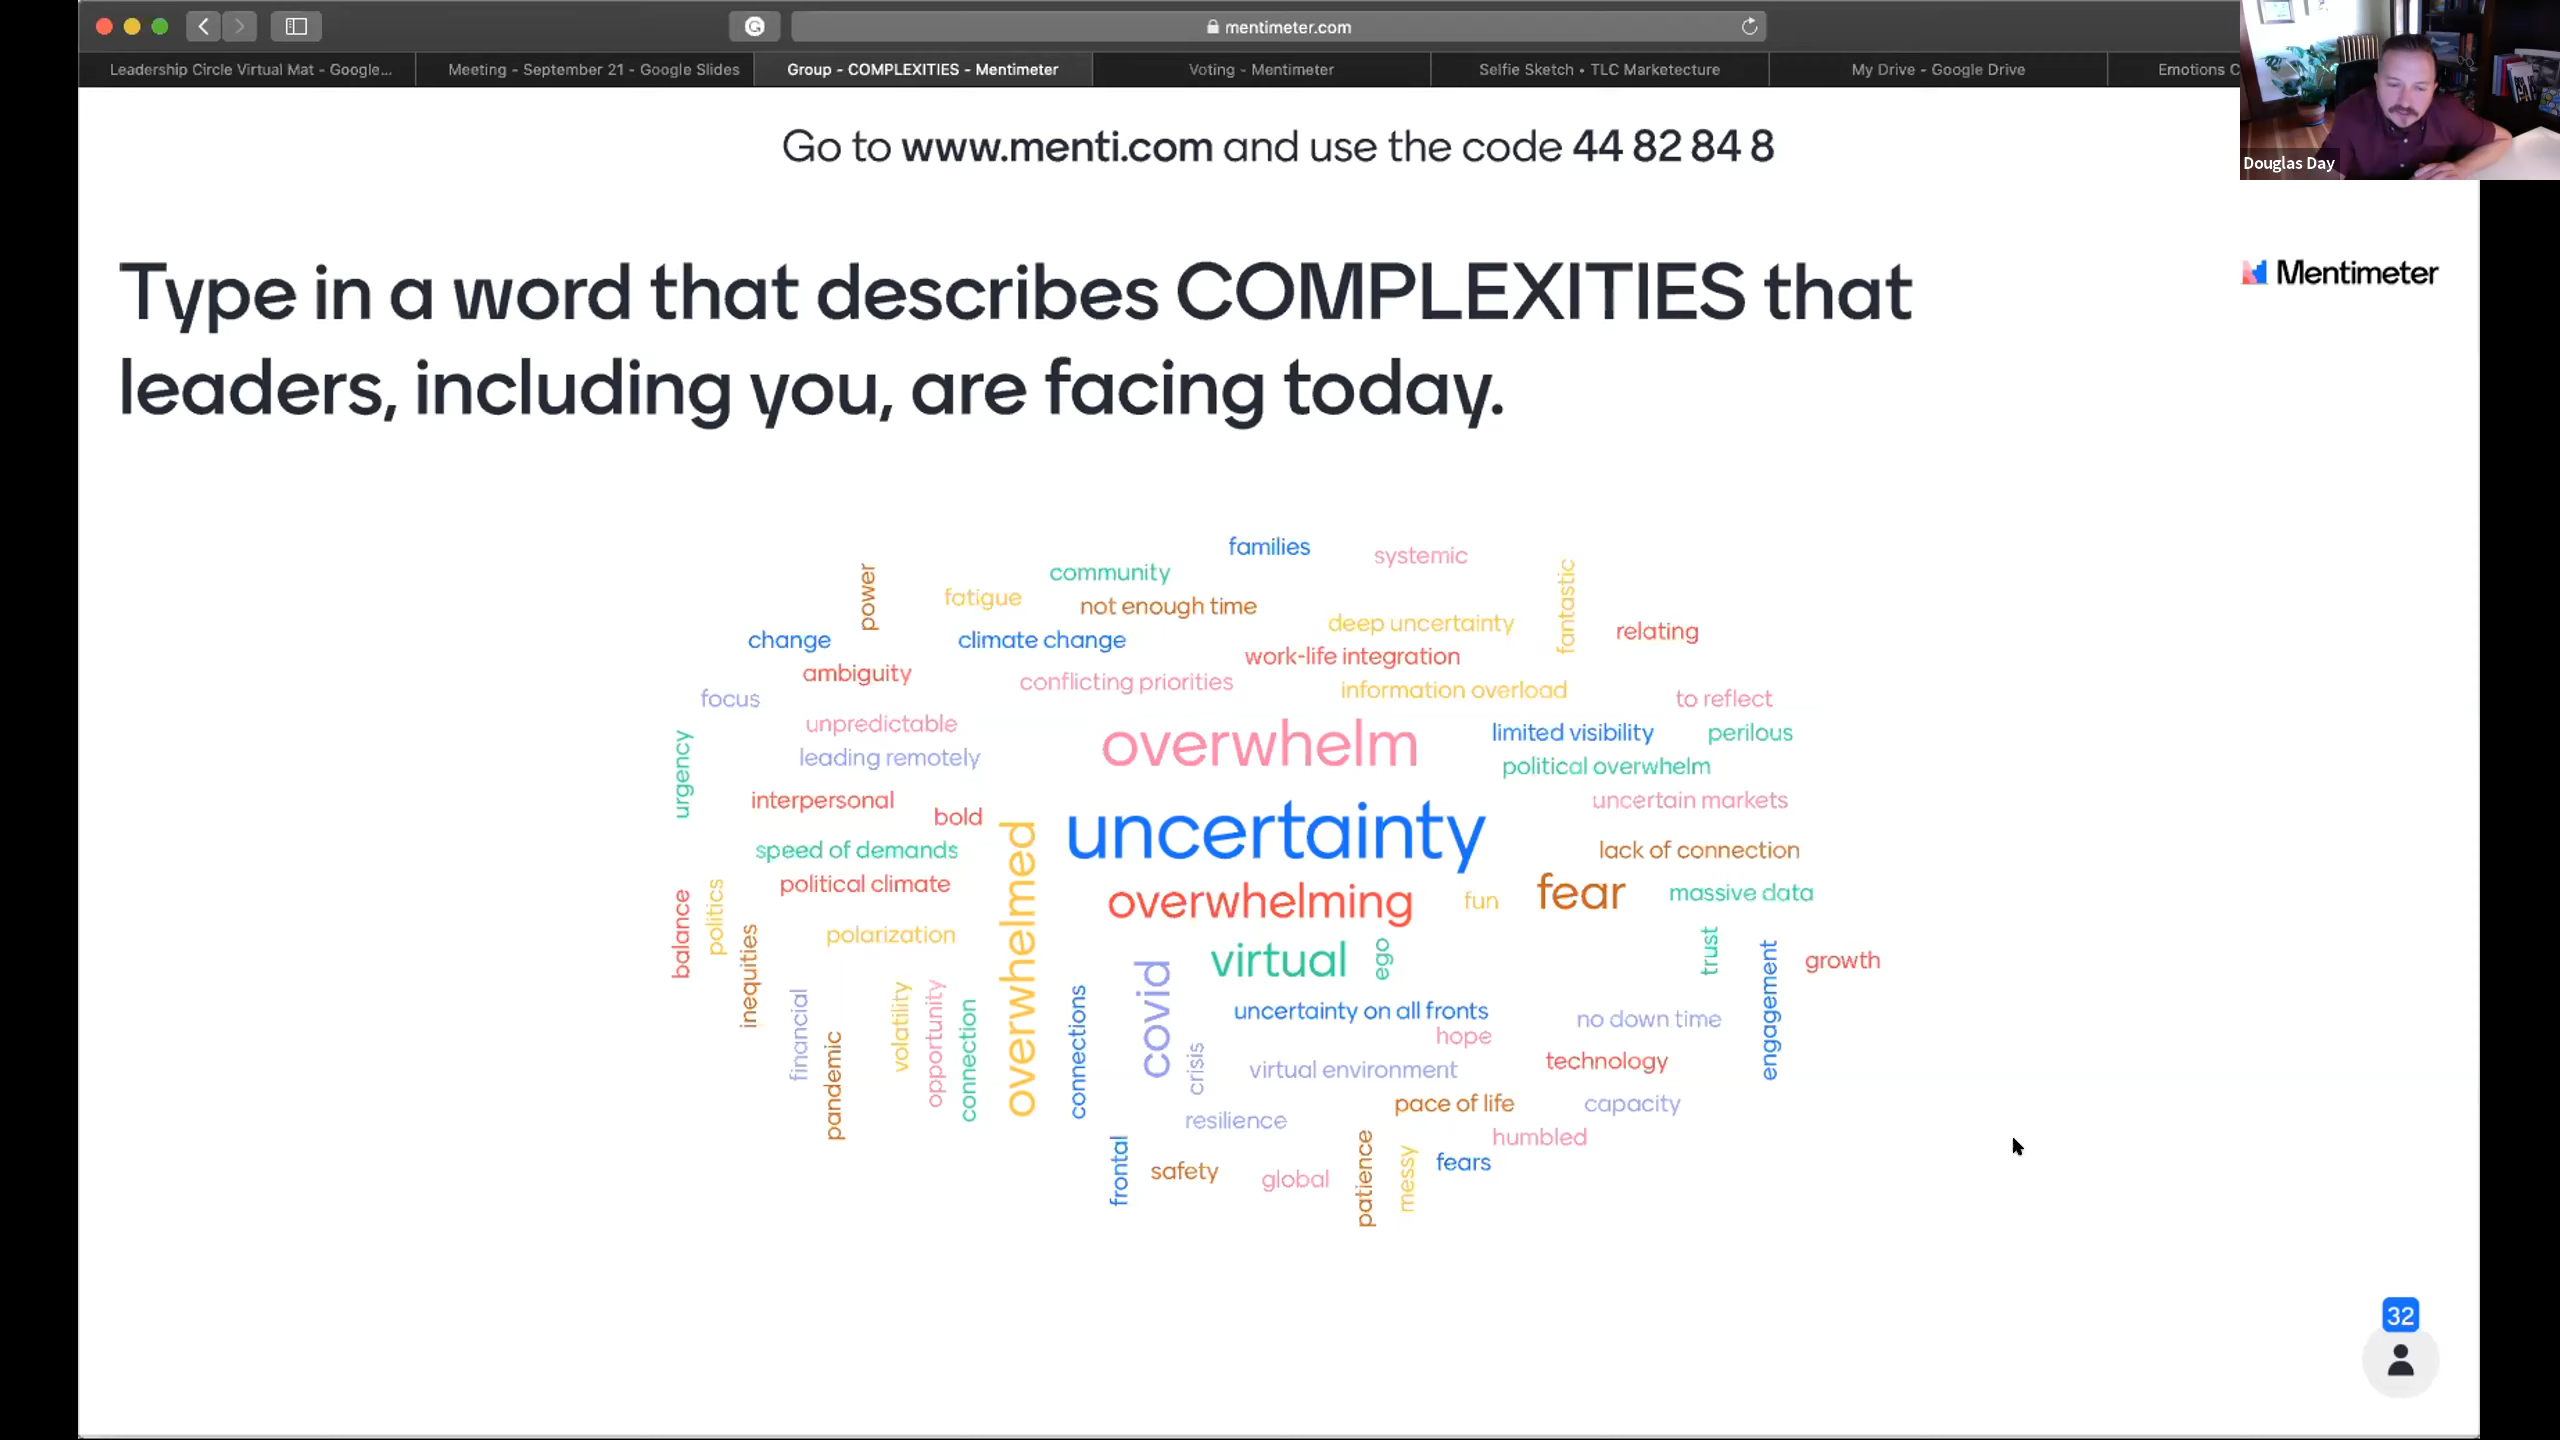 mentimeter.com
Leadership Circle Virtual Mat - Google...
Meeting - September 21 - Google Slides
Group - COMPLEXITIES - Mentimeter
Voting - Mentimeter
Selfie Sketch • TLC Marketecture
My Drive - Google Drive
Emotions C
Douglas Day
Go to www.menti.com and use the code 44 82 84 8
Mentimeter
Type in a word that describes COMPLEXITIES that
leaders, including you, are facing today.
families
systemic
community
power
fatigue
not enough time
fantastic
deep uncertainty
relating
change
climate change
work-life integration
ambiguity
conflicting priorities
information overload
focus
to reflect
unpredictable
limited visibility
perilous
overwhelm
leading remotely
urgency
political overwhelm
interpersonal
bold
uncertain markets
uncertainty
speed of demands
lack of connection
political climate
overwhelmed
overwhelming
fun
fear
massive data
balance
politics
inequities
polarization
virtual
ego
trust
engagement
growth
financial
pandemic
volatility
opportunity
connection
connections
covid
crisis
uncertainty on all fronts
hope
no down time
virtual environment
technology
pace of life
capacity
resilience
humbled
frontal
safety
global
patience
messy
fears
32